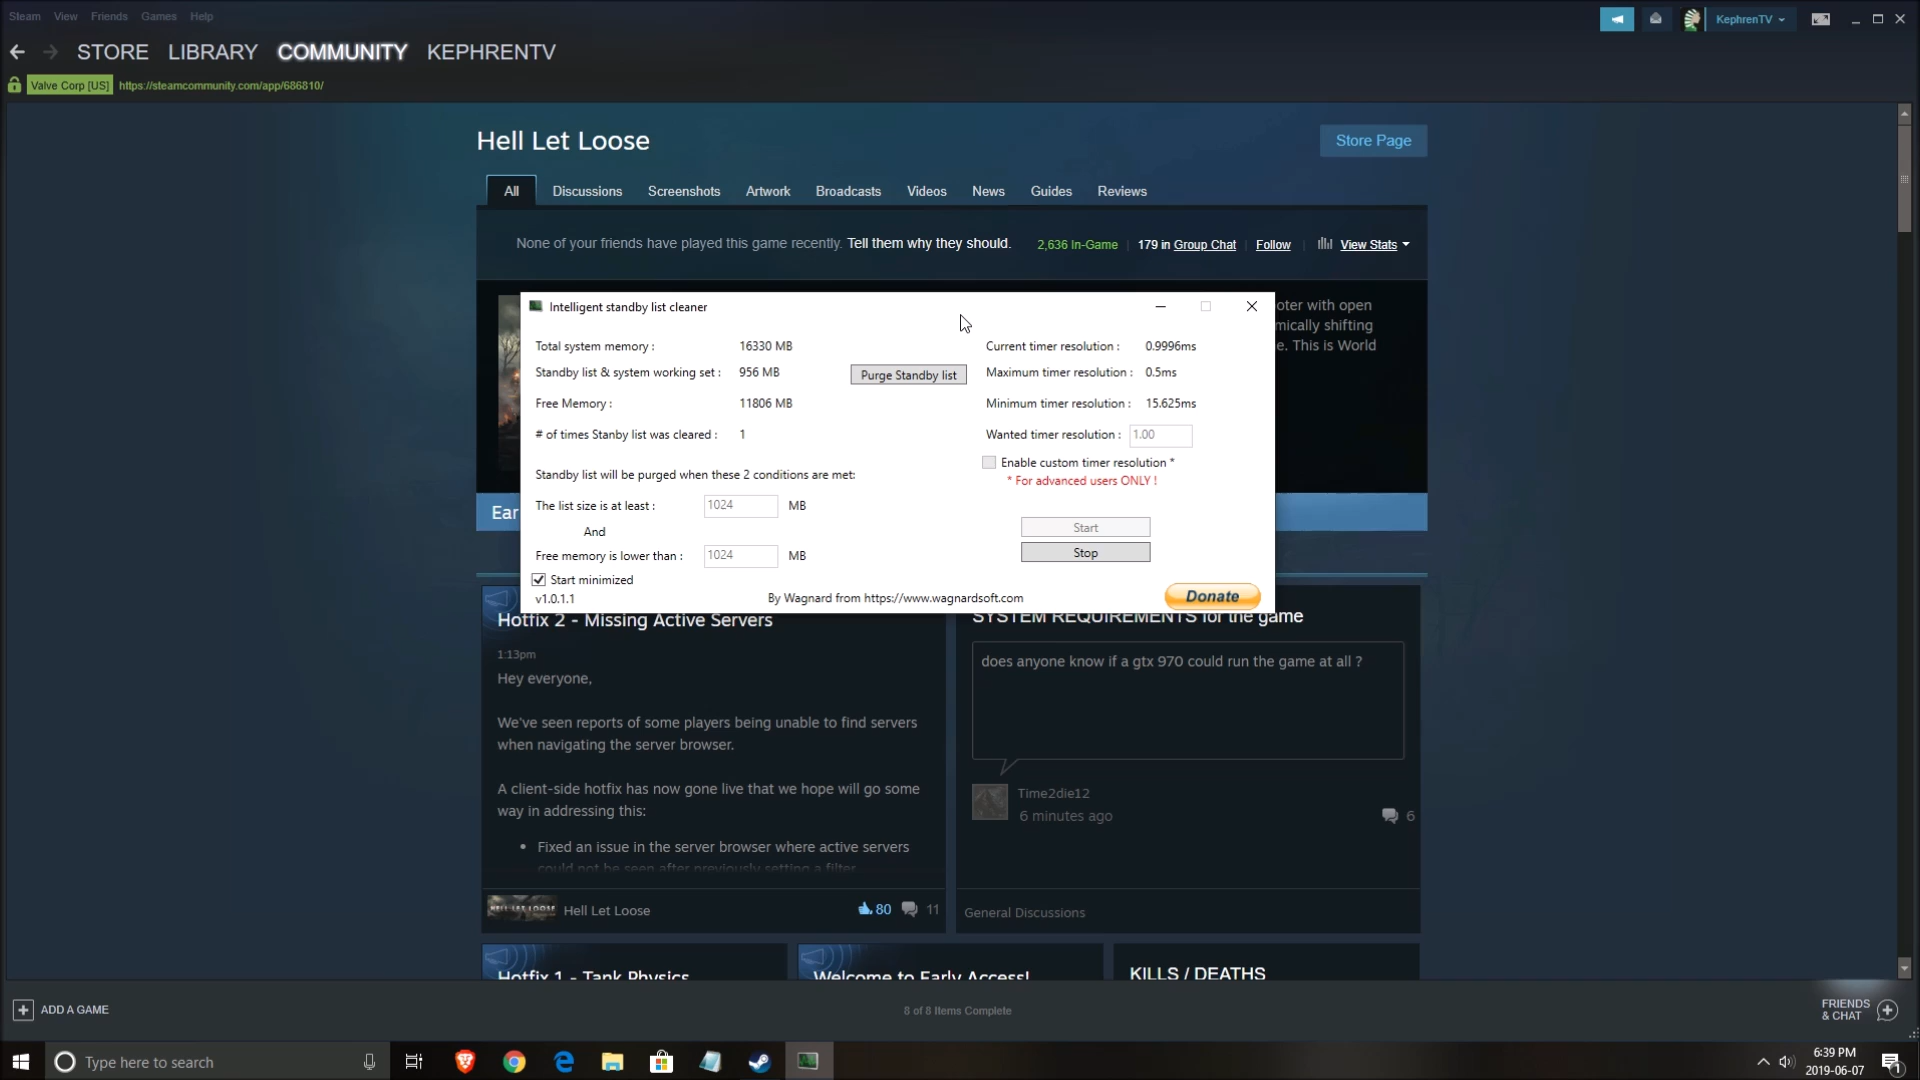 Steam View Friends Games Help
KephrenTV
STORE LIBRARY COMMUNITY KEPHRENTV
Valve Corp [US] https://steamcommunity.com/app/686810/
Hell Let Loose
Store Page
All Discussions Screenshots Artwork Broadcasts Videos News Guides Reviews
None of your friends have played this game recently. Tell them why they should.
2,636 In-Game 179 in Group Chat Follow View Stats
oter with open
mically shifting
e. This is World
Ear
Intelligent standby list cleaner
Total system memory : 16330 MB
Standby list & system working set : 956 MB
Purge Standby list
Free Memory : 11806 MB
# of times Stanby list was cleared : 1
Standby list will be purged when these 2 conditions are met:
The list size is at least : 1024 MB
And
Free memory is lower than : 1024 MB
Start minimized
v1.0.1.1
By Wagnard from https://www.wagnardsoft.com
Current timer resolution : 0.9996ms
Maximum timer resolution : 0.5ms
Minimum timer resolution : 15.625ms
Wanted timer resolution : 1.00
Enable custom timer resolution *
* For advanced users ONLY !
Start
Stop
Donate
Hotfix 2 - Missing Active Servers
1:13pm
Hey everyone,
We've seen reports of some players being unable to find servers
when navigating the server browser.
A client-side hotfix has now gone live that we hope will go some
way in addressing this:
• Fixed an issue in the server browser where active servers
could not be seen after previously setting a filter
HELL LET LOOSE
Hell Let Loose
80 11
SYSTEM REQUIREMENTS for the game
does anyone know if a gtx 970 could run the game at all ?
Time2die12
6 minutes ago
6
General Discussions
Hotfix 1 - Tank Physics
Welcome to Early Access!
KILLS / DEATHS
ADD A GAME
8 of 8 Items Complete
FRIENDS
& CHAT
Type here to search
6:39 PM
2019-06-07
1